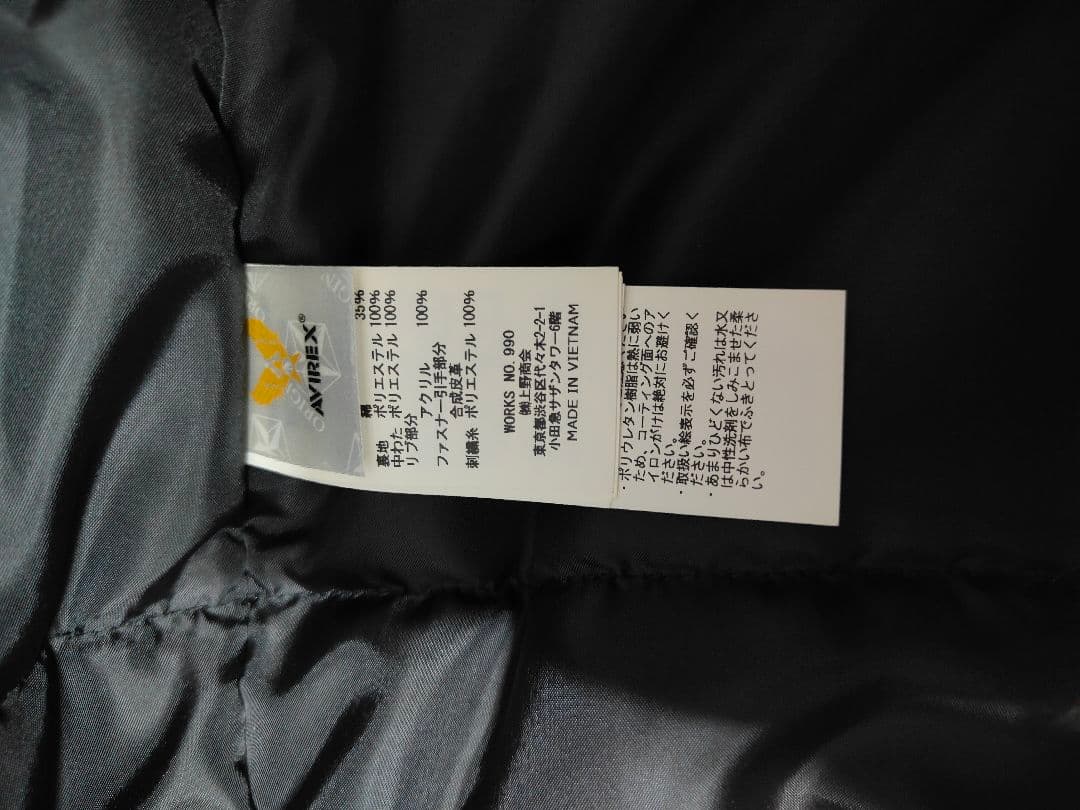 AVIREX®
綿 35%
裏地 ポリエステル 100%
中わた ポリエステル 100%
リブ部分
アクリル 100%
ファスナー引手部分
合成皮革
刺繍糸 ポリエステル 100%
WORKS NO. 990
㈱上野商会
東京都渋谷区代々木2-2-1
小田急サザンタワー6階
MADE IN VIETNAM
・ポリウレタン樹脂は熱に弱い
ため、コーティング面へのア
イロンがけは絶対にお避けく
ださい。
・取扱い絵表示を必ずご確認く
ださい。
・あまりひどくない汚れは水又
は中性洗剤をしみこませた柔
らかい布でふきとってくださ
い。